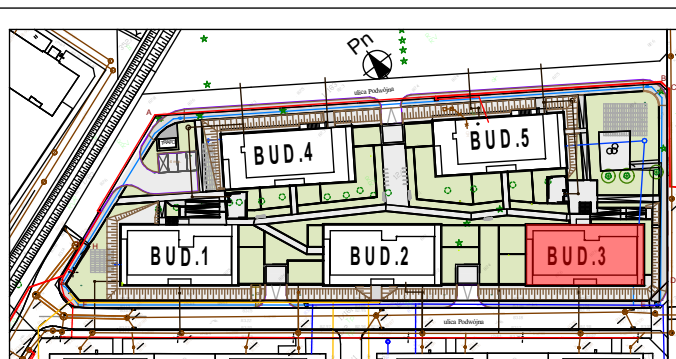 Pn
ulica Podwójna
B
A
BUD.4
BUD.5
H
BUD.1
BUD.2
BUD.3
D
ulica Podwójna